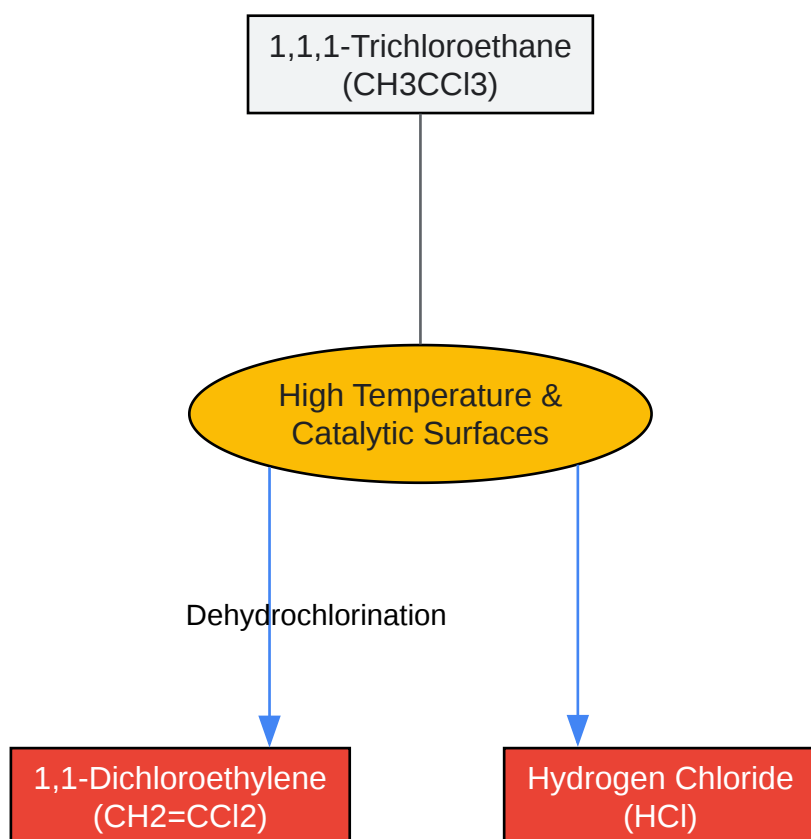 1,1,1-Trichloroethane
(CH3CCl3)
High Temperature &
Catalytic Surfaces
Dehydrochlorination
1,1-Dichloroethylene
(CH2=CCl2)
Hydrogen Chloride
(HCl)